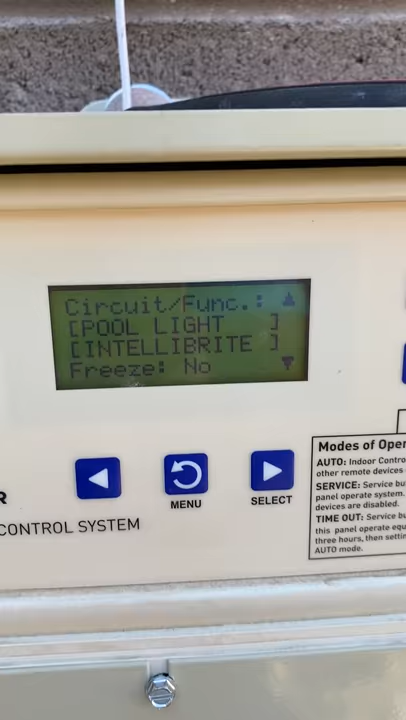 Circuit/Func.:
[POOL LIGHT ]
[INTELLIBRITE ]
Freeze: No
MENU
SELECT
R
CONTROL SYSTEM
Modes of Oper
AUTO: Indoor Contro
other remote devices
SERVICE: Service bu
panel operate system.
devices are disabled.
TIME OUT: Service bu
this panel operate equ
three hours, then settin
AUTO mode.